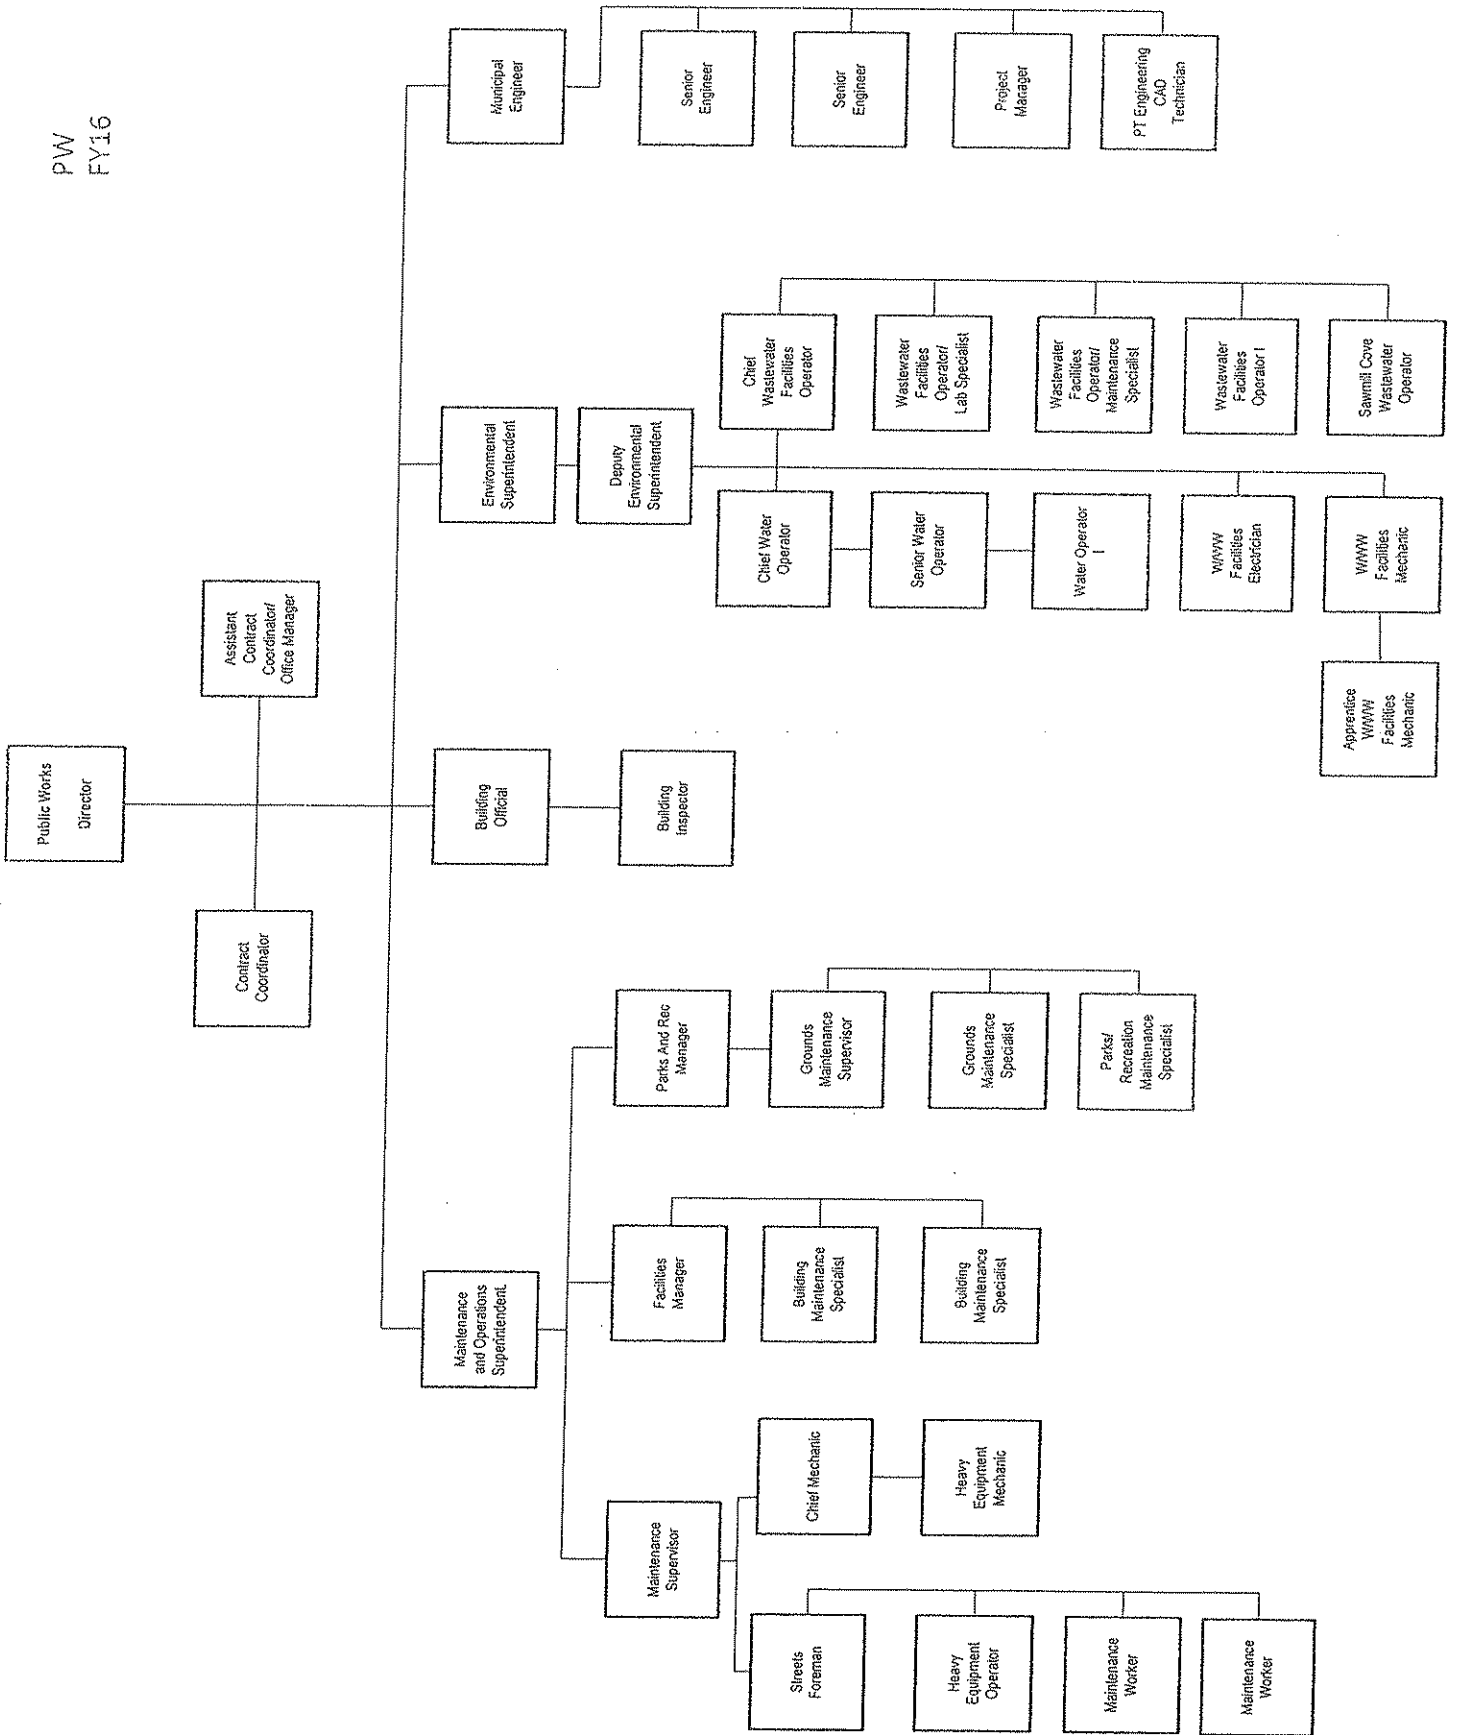 PW
FY16
Public Works
Director
Contract
Coordinator
Assistant
Contract
Coordinator/
Office Manager
Maintenance
and Operations
Superintendent
Building
Official
Environmental
Superintendent
Municipal
Engineer
Maintenance
Supervisor
Facilities
Manager
Parks And Rec
Manager
Building
Inspector
Deputy
Environmental
Superintendent
Senior
Engineer
Streets
Foreman
Chief Mechanic
Building
Maintenance
Specialist
Grounds
Maintenance
Supervisor
Chief Water
Operator
Chief
Wastewater
Facilities
Operator
Senior
Engineer
Heavy
Equipment
Operator
Heavy
Equipment
Mechanic
Building
Maintenance
Specialist
Grounds
Maintenance
Specialist
Senior Water
Operator
Wastewater
Facilities
Operator/
Lab Specialist
Project
Manager
Maintenance
Worker
Parks/
Recreation
Maintenance
Specialist
Water Operator
I
Wastewater
Facilities
Operator/
Maintenance
Specialist
PT Engineering
CAD
Technician
Maintenance
Worker
W/WW
Facilities
Electrician
Wastewater
Facilities
Operator I
Apprentice
W/WW
Facilities
Mechanic
W/WW
Facilities
Mechanic
Sawmill Cove
Wastewater
Operator